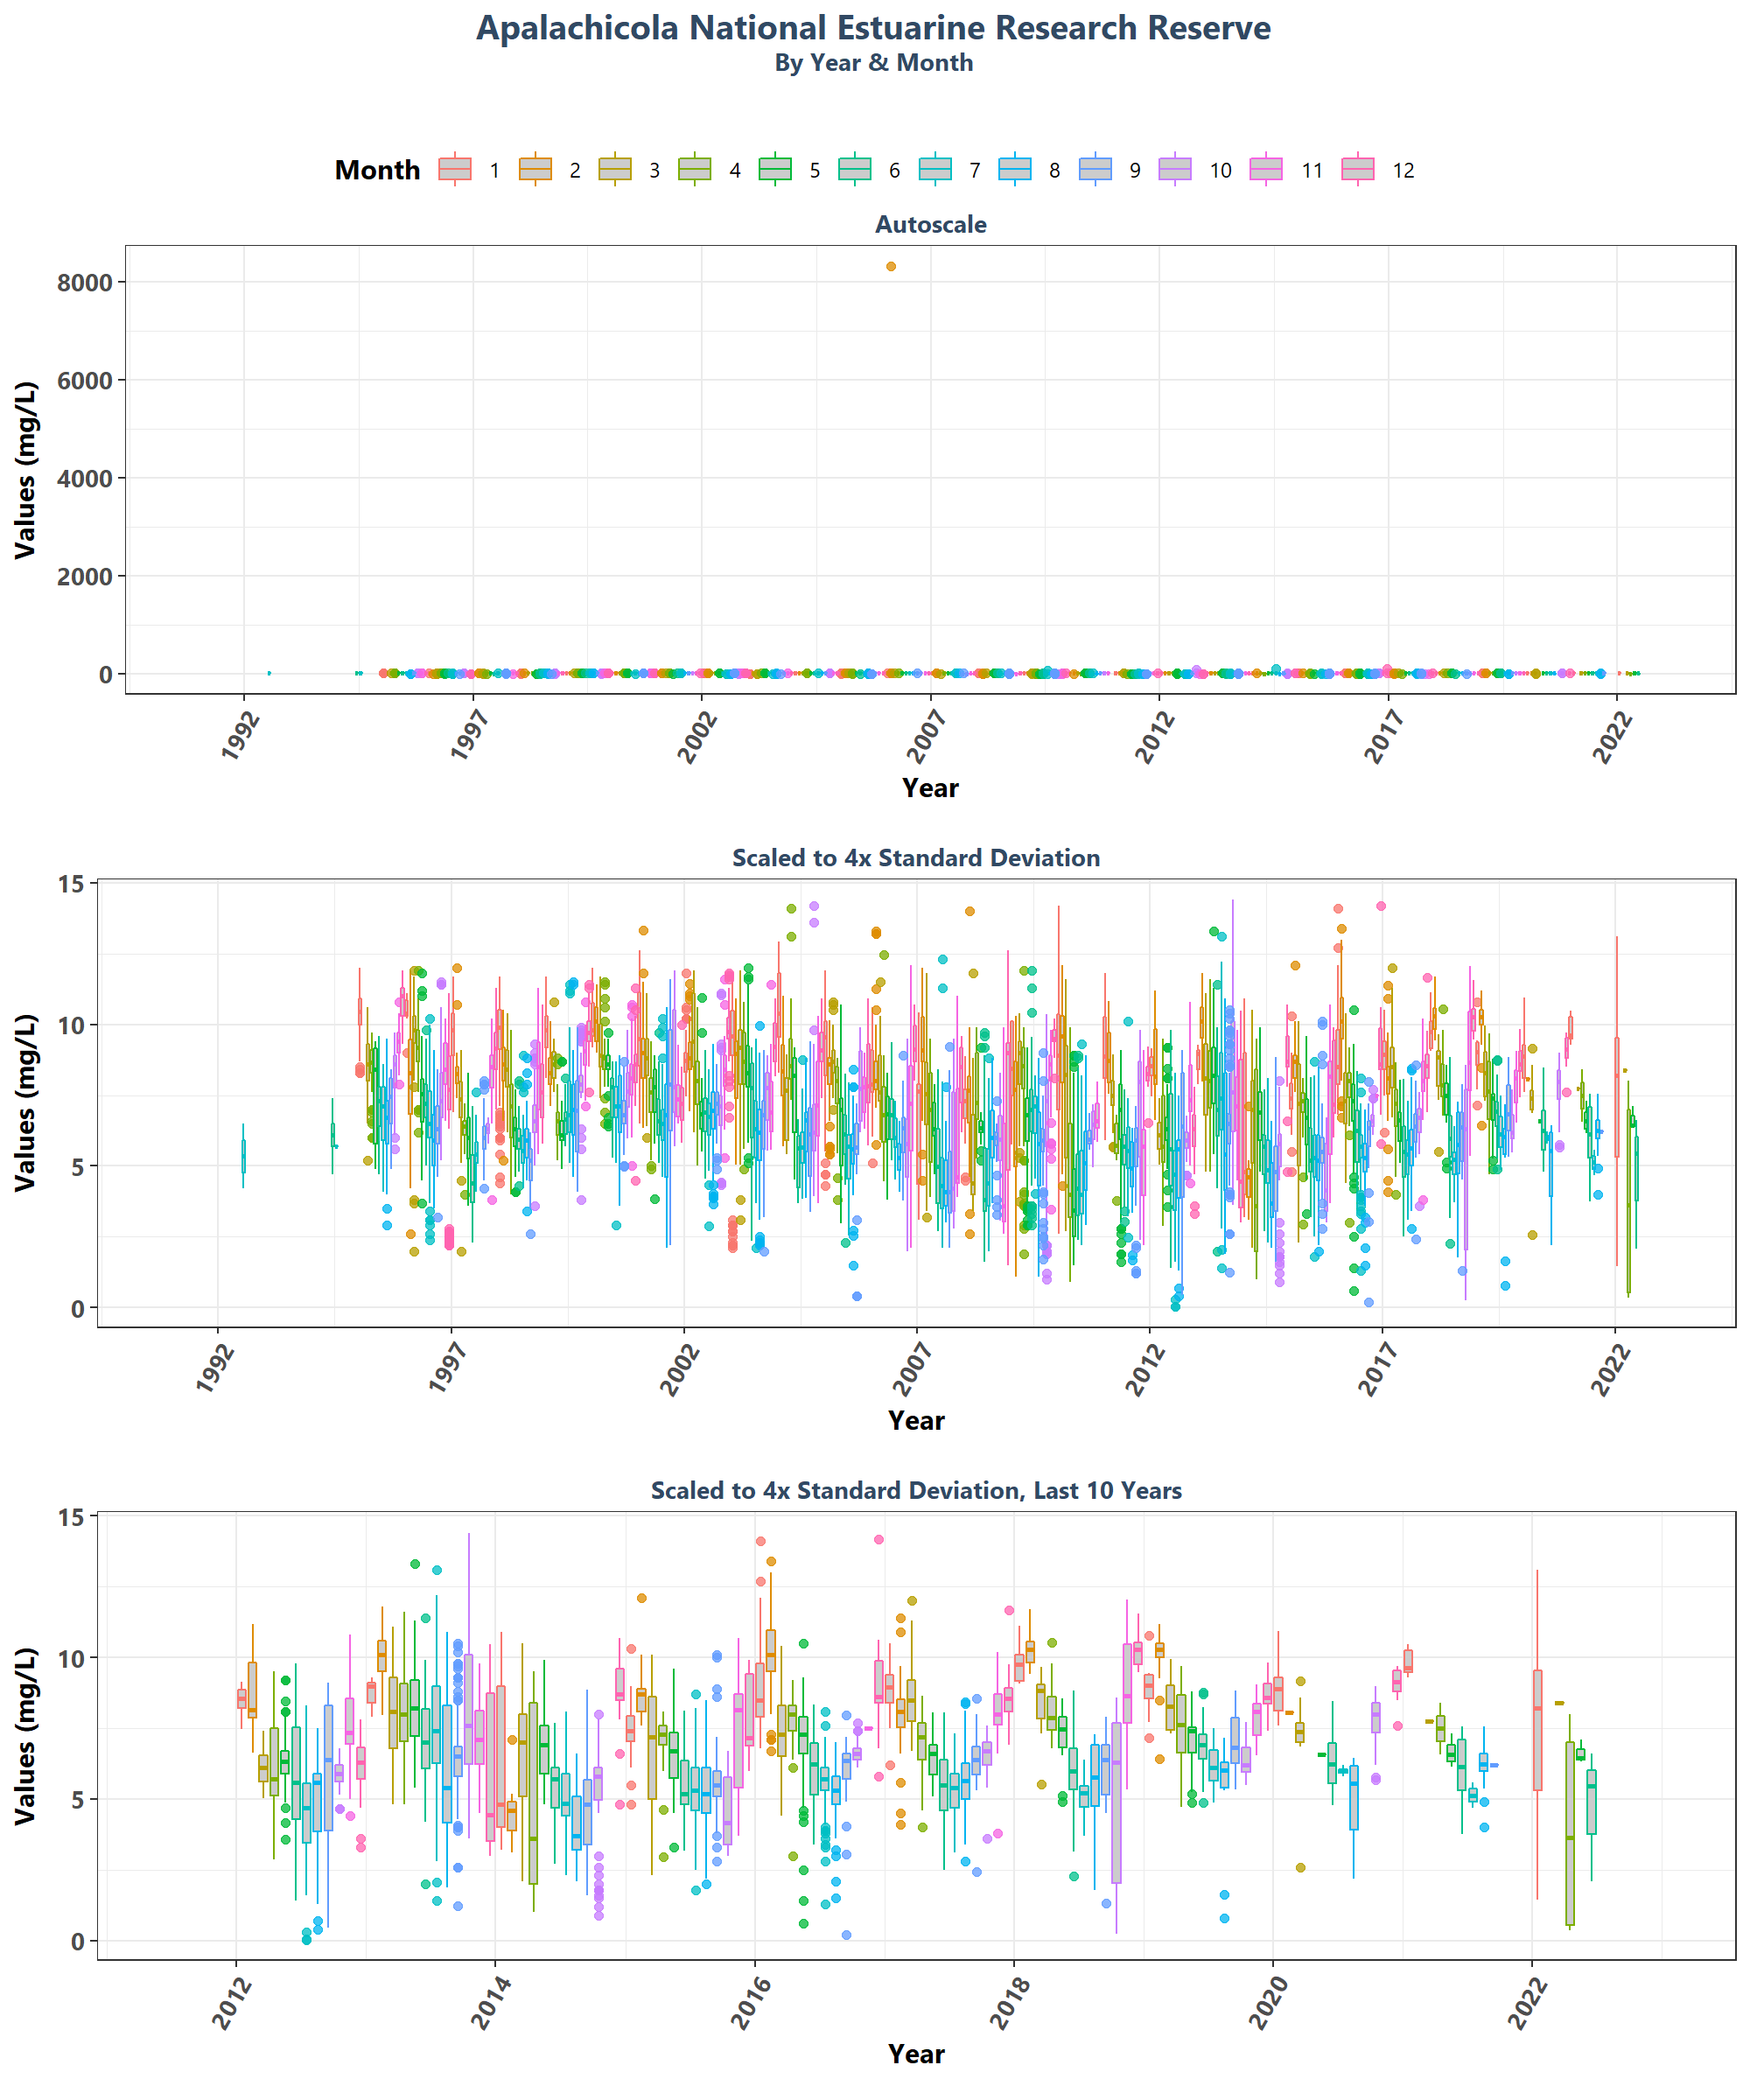 Apalachicola National Estuarine Research Reserve
By Year & Month
Month 1 2 3 4 5 6 7 8 9 10 11 12
Autoscale
Values (mg/L)
8000
6000
4000
2000
0
1992 1997 2002 2007 2012 2017 2022
Year
Scaled to 4x Standard Deviation
Values (mg/L)
15
10
5
0
1992 1997 2002 2007 2012 2017 2022
Year
Scaled to 4x Standard Deviation, Last 10 Years
Values (mg/L)
15
10
5
0
2012 2014 2016 2018 2020 2022
Year